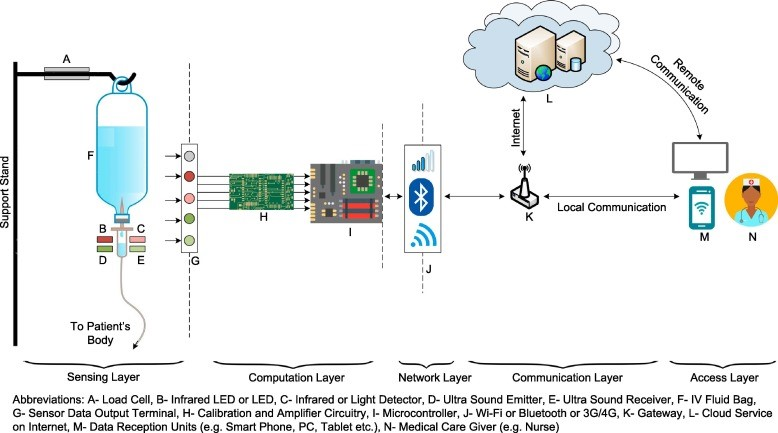 A
L
Remote
Communication
Internet
F
Support Stand
B
C
D
E
G
H
I
J
K
Local Communication
M
N
To Patient's
Body
Sensing Layer
Computation Layer
Network Layer
Communication Layer
Access Layer
Abbreviations: A- Load Cell, B- Infrared LED or LED, C- Infrared or Light Detector, D- Ultra Sound Emitter, E- Ultra Sound Receiver, F- IV Fluid Bag,
G- Sensor Data Output Terminal, H- Calibration and Amplifier Circuitry, I- Microcontroller, J- Wi-Fi or Bluetooth or 3G/4G, K- Gateway, L- Cloud Service
on Internet, M- Data Reception Units (e.g. Smart Phone, PC, Tablet etc.), N- Medical Care Giver (e.g. Nurse)